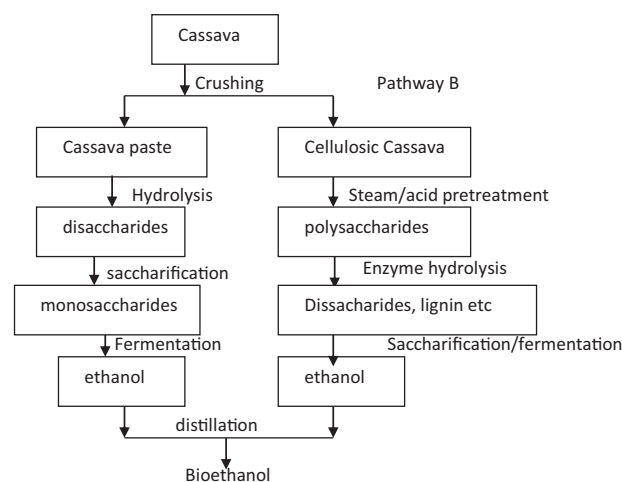 Cassava
Crushing
Pathway B
Cassava paste
Cellulosic Cassava
Hydrolysis
Steam/acid pretreatment
disaccharides
polysaccharides
saccharification
Enzyme hydrolysis
monosaccharides
Dissacharides, lignin etc
Fermentation
Saccharification/fermentation
ethanol
ethanol
distillation
Bioethanol